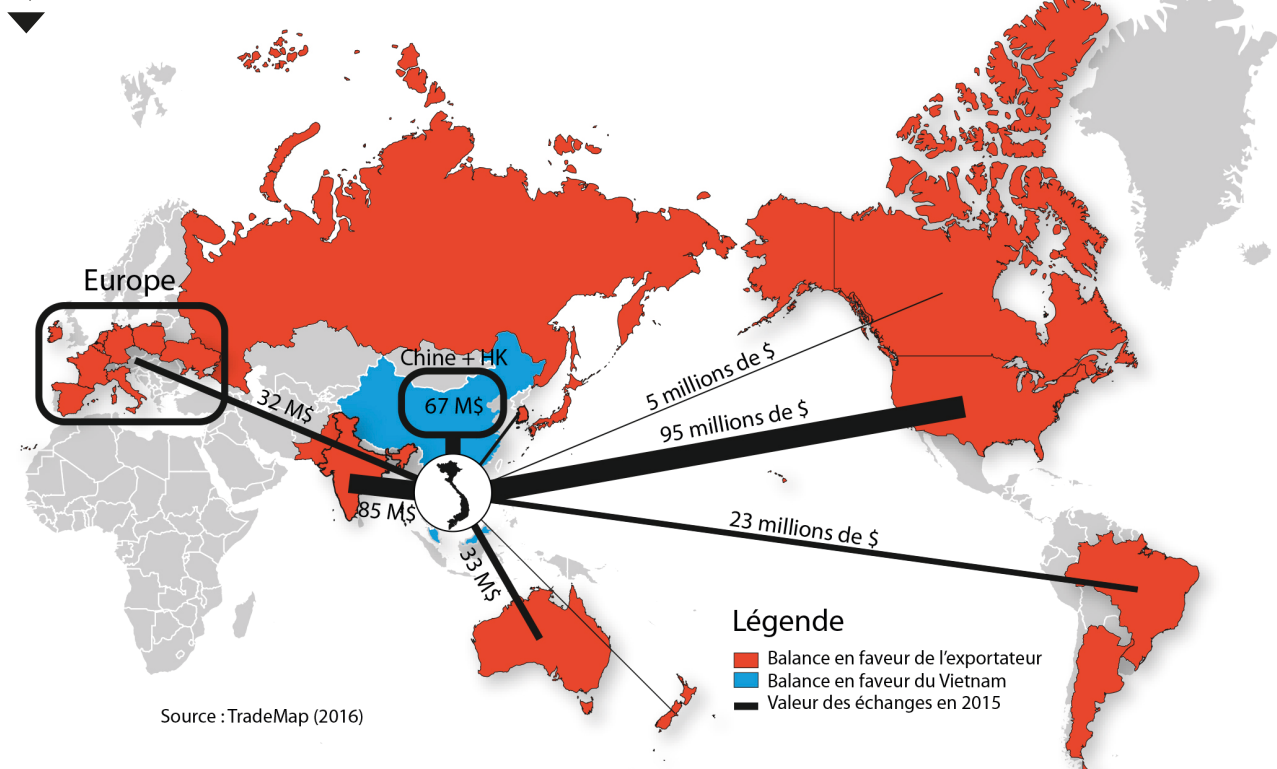 Europe
Chine + HK
67 M$
32 M$
85 M$
33 M$
5 millions de $
95 millions de $
23 millions de $
Légende
Balance en faveur de l'exportateur
Balance en faveur du Vietnam
Valeur des échanges en 2015
Source : TradeMap (2016)